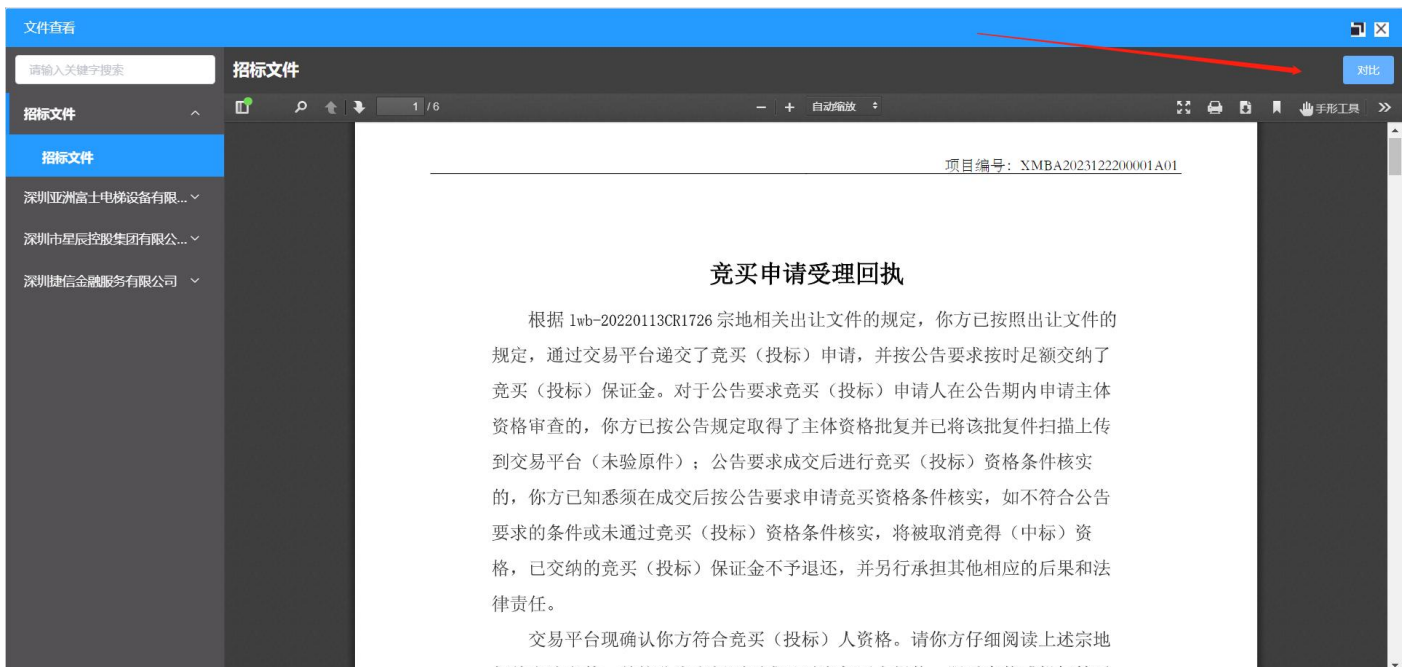 文件查看
请输入关键字搜索
招标文件
对比
招标文件
1 / 6
自动缩放
手形工具
招标文件
深圳亚洲富士电梯设备有限...
深圳市星辰控股集团有限公...
深圳捷信金融服务有限公司
项目编号：XMBA2023122200001A01
竞买申请受理回执
根据 lwb-20220113CR1726 宗地相关出让文件的规定，你方已按照出让文件的
规定，通过交易平台递交了竞买（投标）申请，并按公告要求按时足额交纳了
竞买（投标）保证金。对于公告要求竞买（投标）申请人在公告期内申请主体
资格审查的，你方已按公告规定取得了主体资格批复并已将该批复件扫描上传
到交易平台（未验原件）；公告要求成交后进行竞买（投标）资格条件核实
的，你方已知悉须在成交后按公告要求申请竞买资格条件核实，如不符合公告
要求的条件或未通过竞买（投标）资格条件核实，将被取消竞得（中标）资
格，已交纳的竞买（投标）保证金不予退还，并另行承担其他相应的后果和法
律责任。
交易平台现确认你方符合竞买（投标）人资格。请你方仔细阅读上述宗地